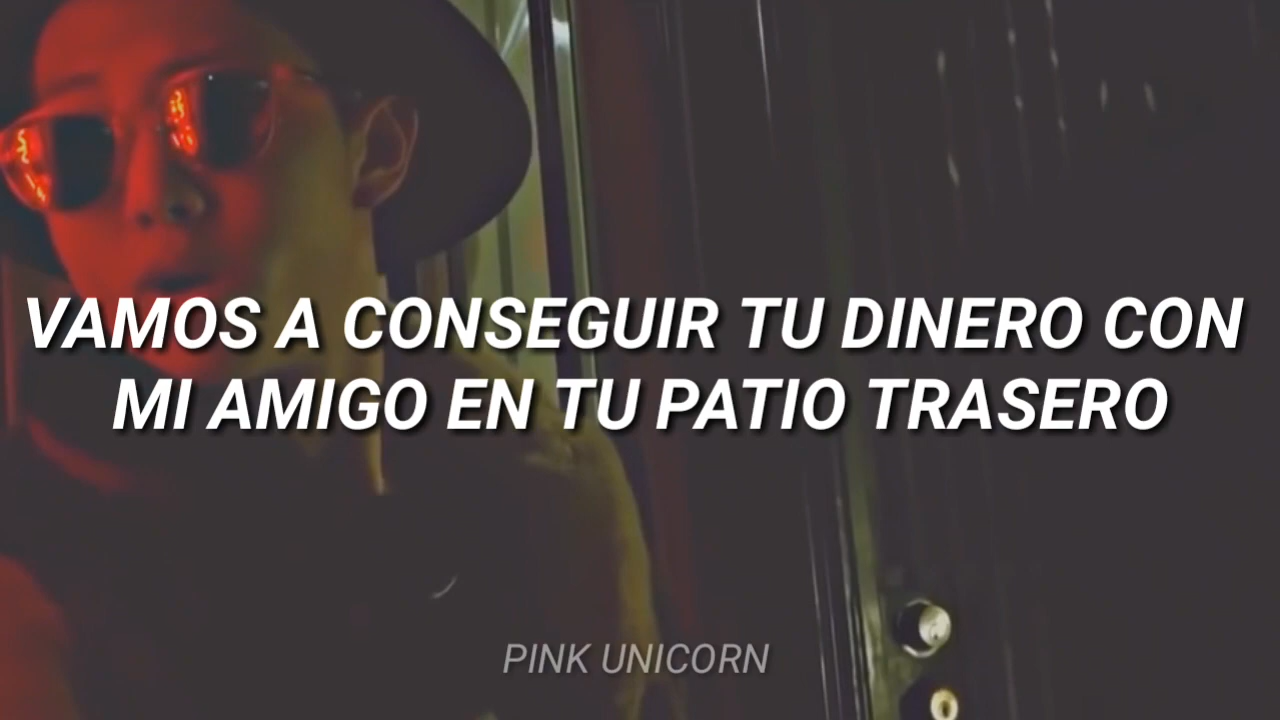 VAMOS A CONSEGUIR TU DINERO CON
MI AMIGO EN TU PATIO TRASERO
PINK UNICORN